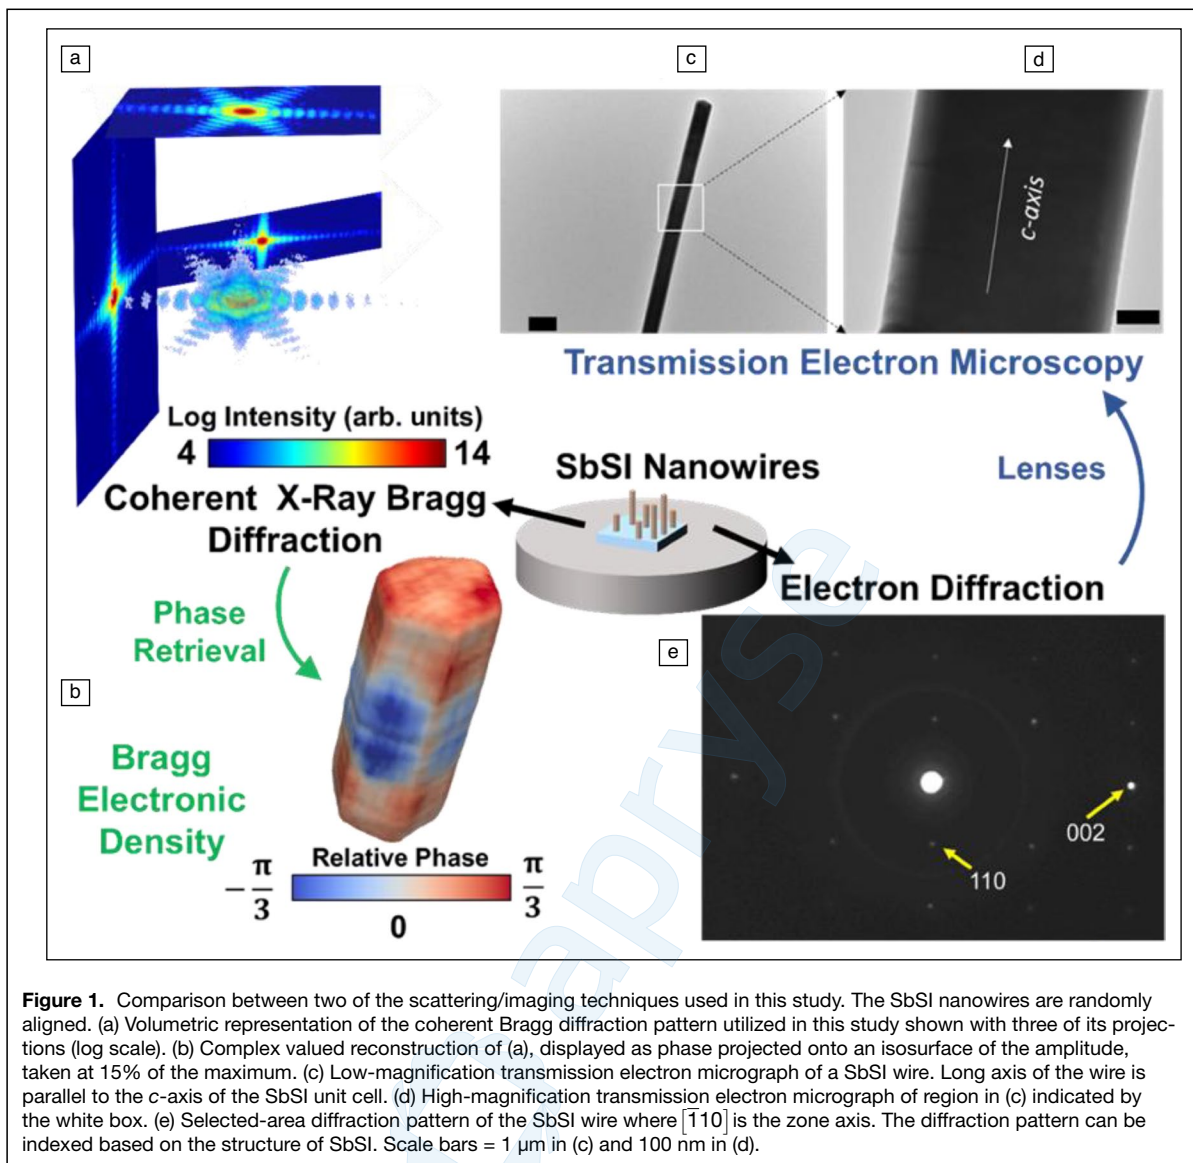 a
c
d
c-axis
Transmission Electron Microscopy
Log Intensity (arb. units)
4 14
SbSI Nanowires
Lenses
Coherent X-Ray Bragg
Diffraction
Electron Diffraction
Phase
Retrieval
e
b
Bragg
Electronic
Density
002
110
Relative Phase
−π/3 0 π/3
Figure 1. Comparison between two of the scattering/imaging techniques used in this study. The SbSI nanowires are randomly
aligned. (a) Volumetric representation of the coherent Bragg diffraction pattern utilized in this study shown with three of its projec-
tions (log scale). (b) Complex valued reconstruction of (a), displayed as phase projected onto an isosurface of the amplitude,
taken at 15% of the maximum. (c) Low-magnification transmission electron micrograph of a SbSI wire. Long axis of the wire is
parallel to the c-axis of the SbSI unit cell. (d) High-magnification transmission electron micrograph of region in (c) indicated by
the white box. (e) Selected-area diffraction pattern of the SbSI wire where [1̅10] is the zone axis. The diffraction pattern can be
indexed based on the structure of SbSI. Scale bars = 1 μm in (c) and 100 nm in (d).